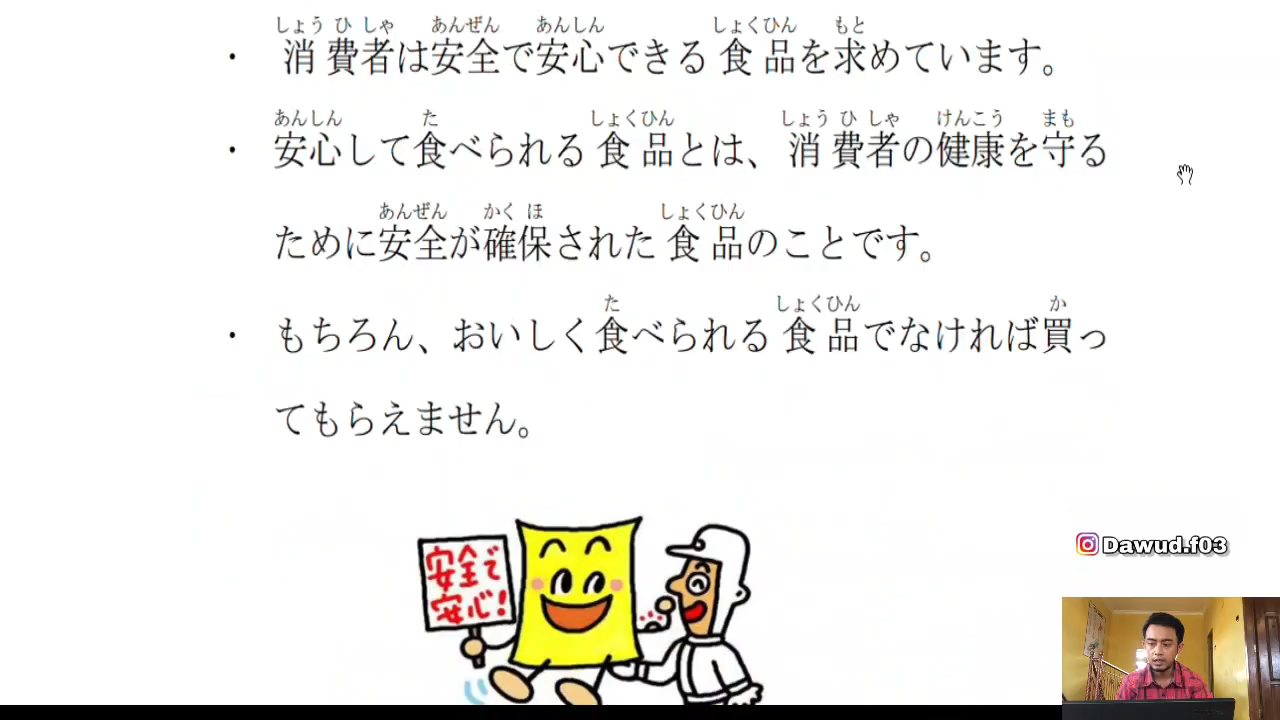 しょう ひ しゃ あんぜん あんしん しょくひん もと
・ 消費者は安全で安心できる食品を求めています。
あんしん た しょくひん しょう ひ しゃ けんこう まも
・ 安心して食べられる食品とは、消費者の健康を守る
あんぜん かく ほ しょくひん
ために安全が確保された食品のことです。
た しょくひん か
・ もちろん、おいしく食べられる食品でなければ買っ
てもらえません。
安全で
安心!
Dawud.f03